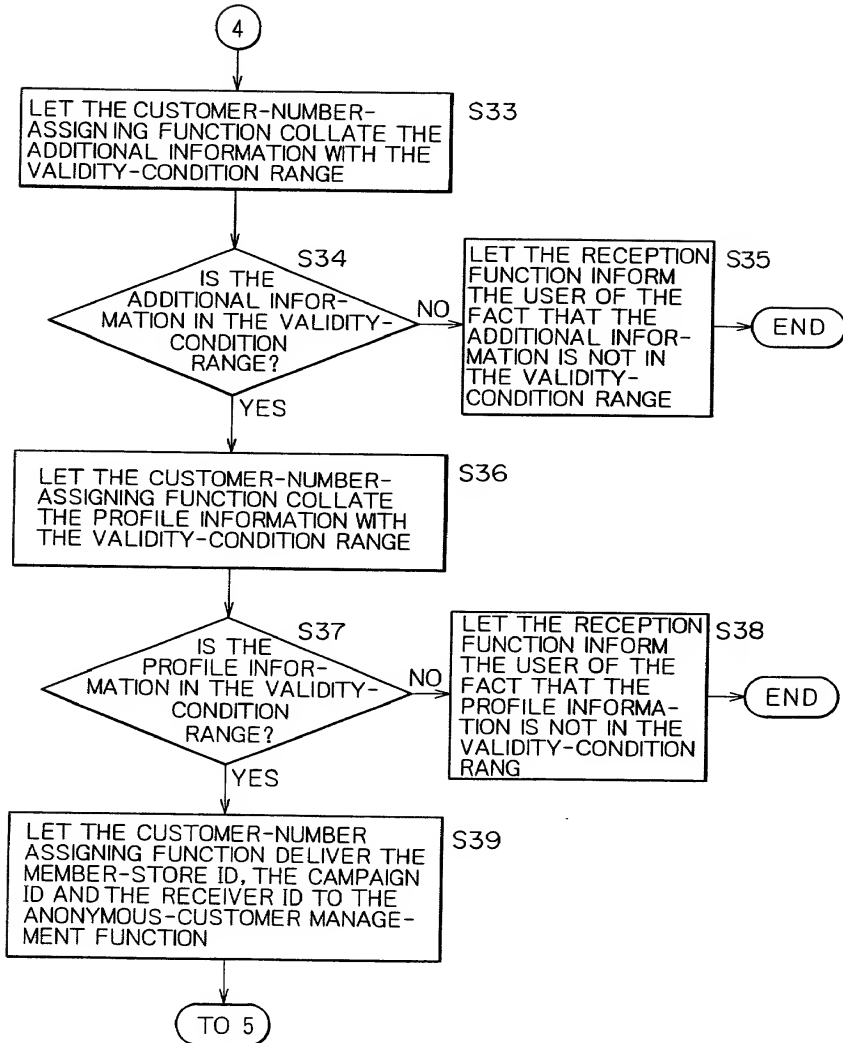 4
LET THE CUSTOMER-NUMBER-
ASSIGNING FUNCTION COLLATE THE
ADDITIONAL INFORMATION WITH THE
VALIDITY-CONDITION RANGE
S33
S34
IS THE
ADDITIONAL INFOR-
MATION IN THE VALIDITY-
CONDITION
RANGE?
NO
LET THE RECEPTION
FUNCTION INFORM
THE USER OF THE
FACT THAT THE
ADDITIONAL INFOR-
MATION IS NOT IN
THE VALIDITY-
CONDITION RANGE
S35
END
YES
LET THE CUSTOMER-NUMBER-
ASSIGNING FUNCTION COLLATE
THE PROFILE INFORMATION WITH
THE VALIDITY-CONDITION RANGE
S36
S37
IS THE
PROFILE INFOR-
MATION IN THE VALIDITY-
CONDITION
RANGE?
NO
LET THE RECEPTION
FUNCTION INFORM
THE USER OF THE
FACT THAT THE
PROFILE INFORMA-
TION IS NOT IN THE
VALIDITY-CONDITION
RANG
S38
END
YES
LET THE CUSTOMER-NUMBER
ASSIGNING FUNCTION DELIVER THE
MEMBER-STORE ID, THE CAMPAIGN
ID AND THE RECEIVER ID TO THE
ANONYMOUS-CUSTOMER MANAGE-
MENT FUNCTION
S39
TO 5